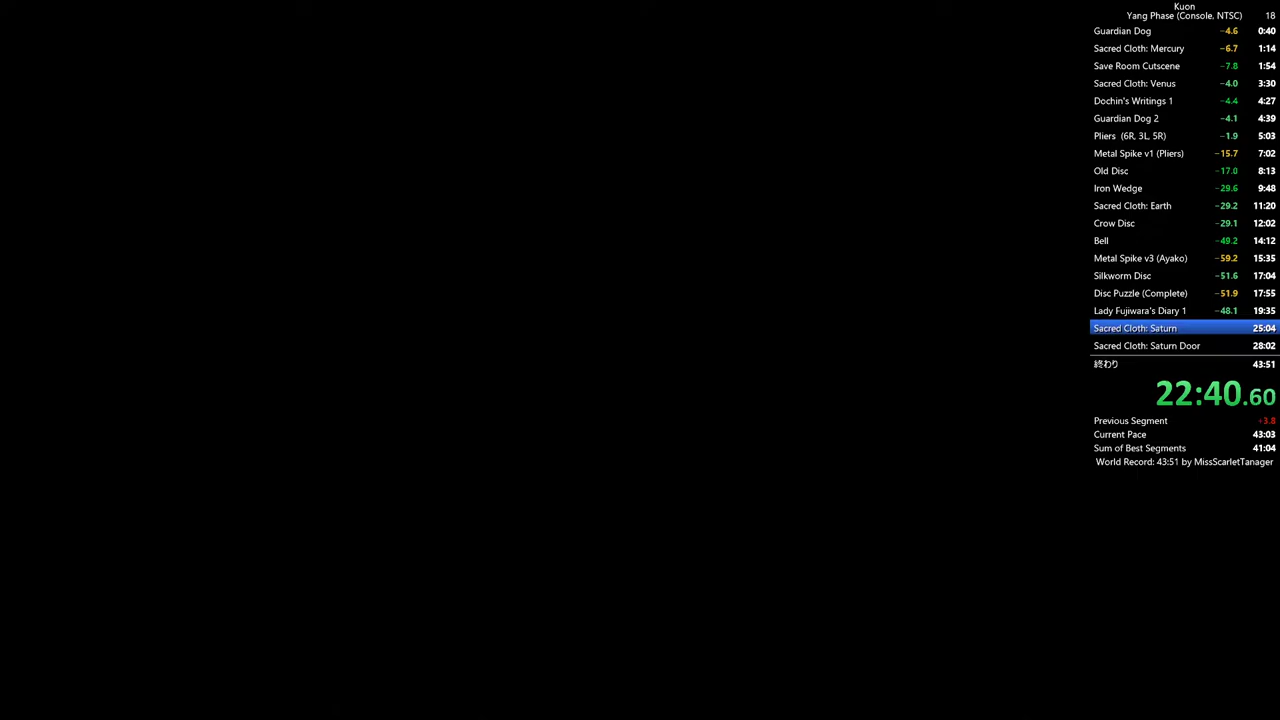 Kuon
Yang Phase (Console, NTSC) 18
Guardian Dog -4.6 0:40
Sacred Cloth: Mercury -6.7 1:14
Save Room Cutscene -7.8 1:54
Sacred Cloth: Venus -4.0 3:30
Dochin's Writings 1 -4.4 4:27
Guardian Dog 2 -4.1 4:39
Pliers (6R, 3L, 5R) -1.9 5:03
Metal Spike v1 (Pliers) -15.7 7:02
Old Disc -17.0 8:13
Iron Wedge -29.6 9:48
Sacred Cloth: Earth -29.2 11:20
Crow Disc -29.1 12:02
Bell -49.2 14:12
Metal Spike v3 (Ayako) -59.2 15:35
Silkworm Disc -51.6 17:04
Disc Puzzle (Complete) -51.9 17:55
Lady Fujiwara's Diary 1 -48.1 19:35
Sacred Cloth: Saturn 25:04
Sacred Cloth: Saturn Door 28:02
終わり 43:51
22:40.60
Previous Segment +3.8
Current Pace 43:03
Sum of Best Segments 41:04
World Record: 43:51 by MissScarletTanager